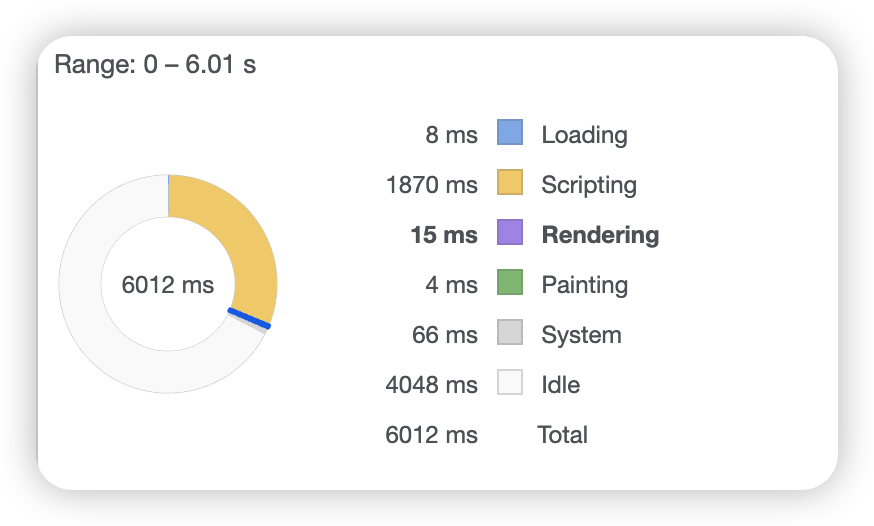 Range: 0 – 6.01 s
8 ms Loading
1870 ms Scripting
15 ms Rendering
4 ms Painting
66 ms System
4048 ms Idle
6012 ms Total
6012 ms